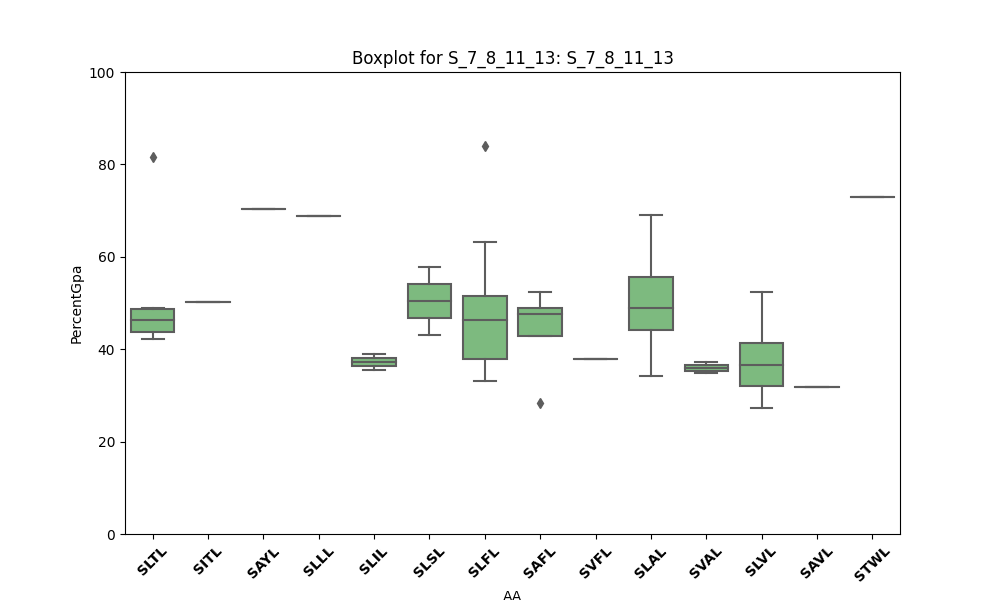 Boxplot for S_7_8_11_13: S_7_8_11_13
PercentGpa
100
80
60
40
20
0
SLTL
SITL
SAYL
SLLL
SLIL
SLSL
SLFL
SAFL
SVFL
SLAL
SVAL
SLVL
SAVL
STWL
AA